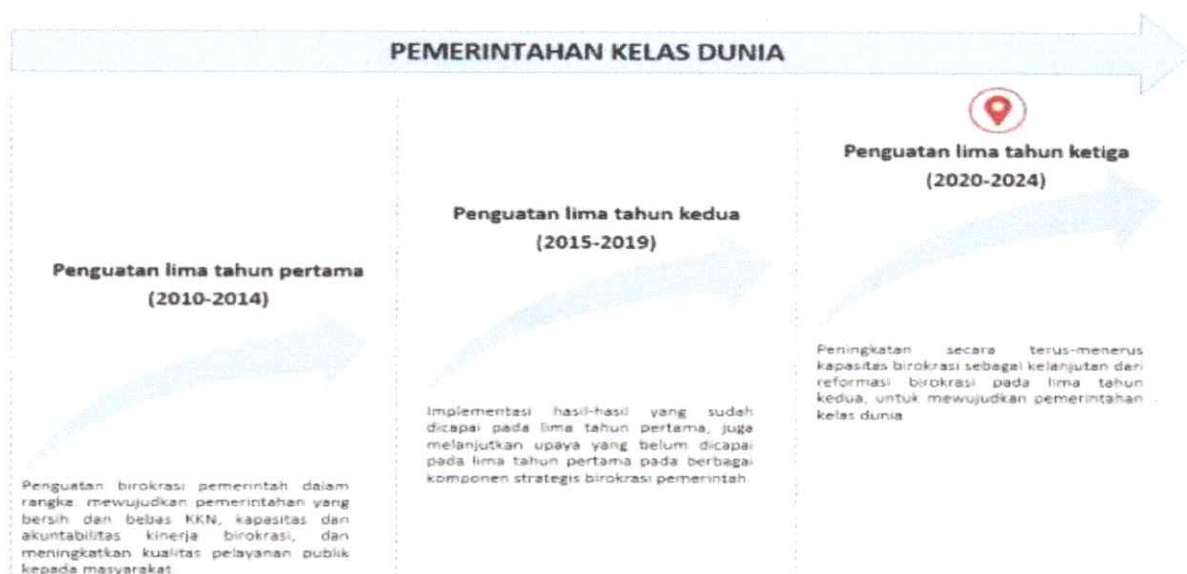 PEMERINTAHAN KELAS DUNIA
Penguatan lima tahun ketiga
(2020-2024)
Penguatan lima tahun kedua
(2015-2019)
Penguatan lima tahun pertama
(2010-2014)
Peningkatan secara terus-menerus
kapasitas birokrasi sebagai kelanjutan dari
reformasi birokrasi pada lima tahun
kedua, untuk mewujudkan pemerintahan
kelas dunia
Implementasi hasil-hasil yang sudah
dicapai pada lima tahun pertama, juga
melanjutkan upaya yang belum dicapai
pada lima tahun pertama pada berbagai
komponen strategis birokrasi pemerintah.
Penguatan birokrasi pemerintah dalam
rangka: mewujudkan pemerintahan yang
bersih dan bebas KKN, kapasitas dan
akuntabilitas kinerja birokrasi, dan
meningkatkan kualitas pelayanan publik
kepada masyarakat.